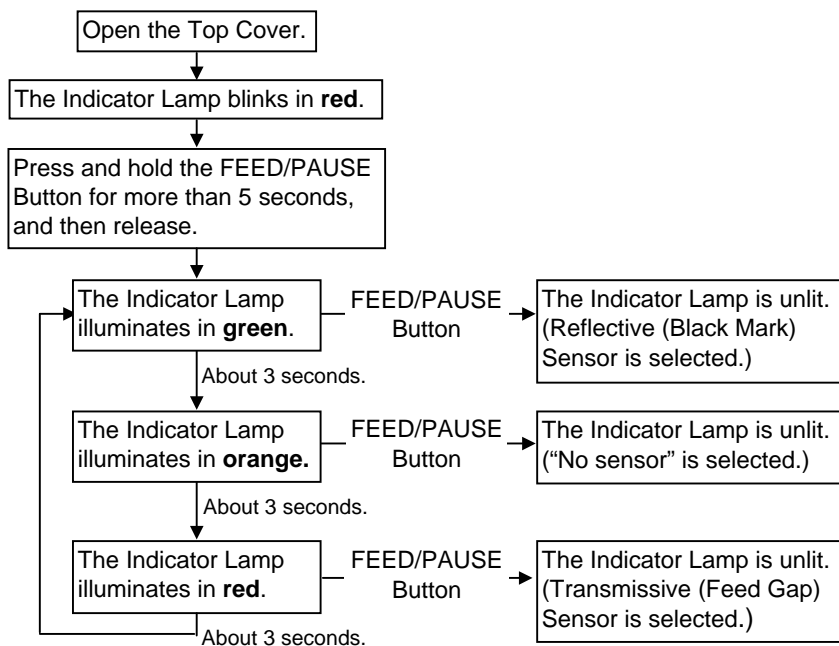 Open the Top Cover.
The Indicator Lamp blinks in red.
Press and hold the FEED/PAUSE
Button for more than 5 seconds,
and then release.
The Indicator Lamp
illuminates in green.
FEED/PAUSE
Button
The Indicator Lamp is unlit.
(Reflective (Black Mark)
Sensor is selected.)
About 3 seconds.
The Indicator Lamp
illuminates in orange.
FEED/PAUSE
Button
The Indicator Lamp is unlit.
(“No sensor” is selected.)
About 3 seconds.
The Indicator Lamp
illuminates in red.
FEED/PAUSE
Button
The Indicator Lamp is unlit.
(Transmissive (Feed Gap)
Sensor is selected.)
About 3 seconds.